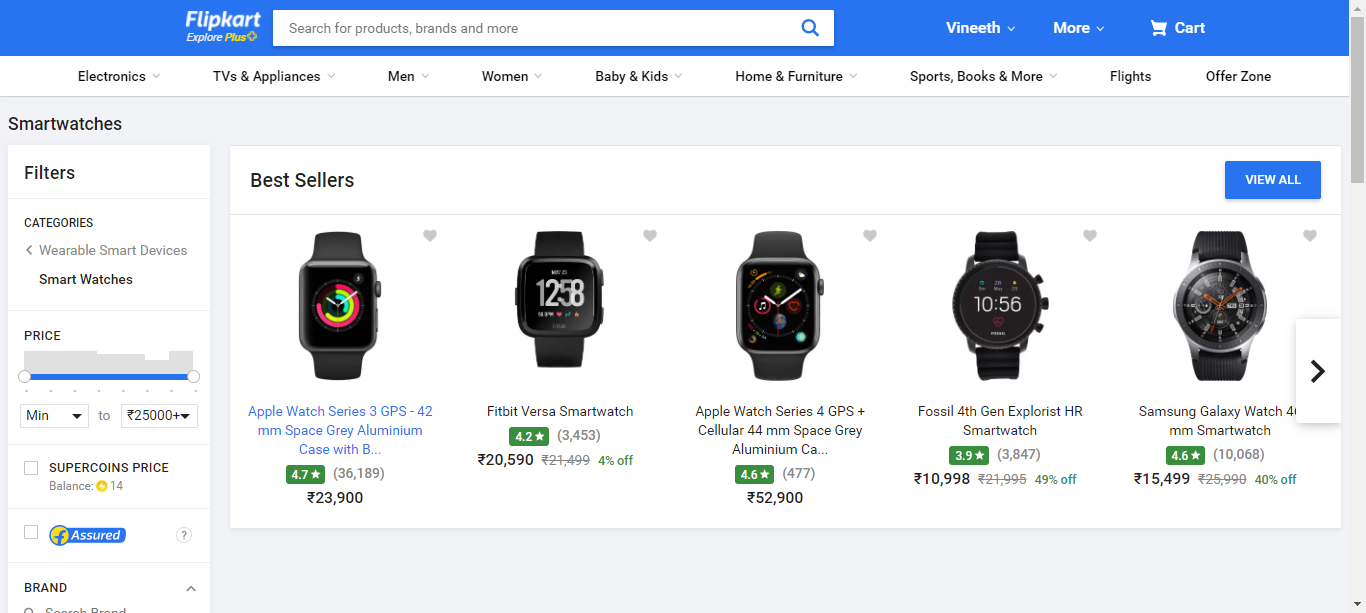 Flipkart
Explore Plus
Search for products, brands and more
Vineeth
More
Cart
Electronics
TVs & Appliances
Men
Women
Baby & Kids
Home & Furniture
Sports, Books & More
Flights
Offer Zone
Smartwatches
Filters
CATEGORIES
Wearable Smart Devices
Smart Watches
PRICE
Min
to
₹25000+
SUPERCOINS PRICE
Balance: 14
Assured
?
BRAND
Search Brand
Best Sellers
VIEW ALL
Apple Watch Series 3 GPS - 42
mm Space Grey Aluminium
Case with B...
4.7★ (36,189)
₹23,900
12:58
Fitbit Versa Smartwatch
4.2★ (3,453)
₹20,590 ₹21,499 4% off
Apple Watch Series 4 GPS +
Cellular 44 mm Space Grey
Aluminium Ca...
4.6★ (477)
₹52,900
10:56
FOSSIL
Fossil 4th Gen Explorist HR
Smartwatch
3.9★ (3,847)
₹10,998 ₹21,995 49% off
Samsung Galaxy Watch 46
mm Smartwatch
4.6★ (10,068)
₹15,499 ₹25,990 40% off